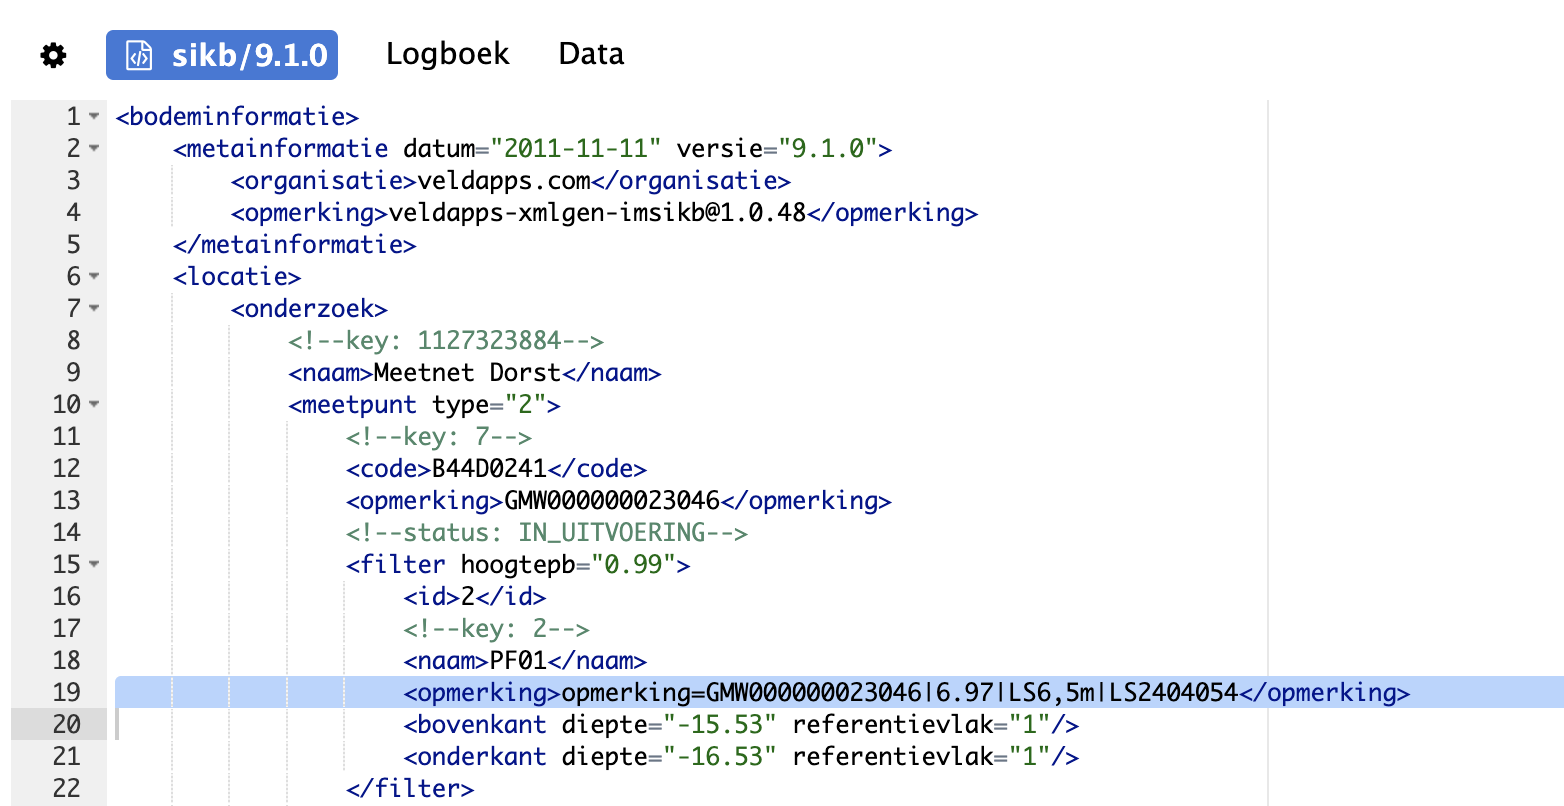 sikb/9.1.0 Logboek Data
1 <bodeminformatie>
2 <metainformatie datum="2011-11-11" versie="9.1.0">
3 <organisatie>veldapps.com</organisatie>
4 <opmerking>veldapps-xmlgen-imsikb@1.0.48</opmerking>
5 </metainformatie>
6 <locatie>
7 <onderzoek>
8 <!--key: 1127323884-->
9 <naam>Meetnet Dorst</naam>
10 <meetpunt type="2">
11 <!--key: 7-->
12 <code>B44D0241</code>
13 <opmerking>GMW000000023046</opmerking>
14 <!--status: IN_UITVOERING-->
15 <filter hoogtepb="0.99">
16 <id>2</id>
17 <!--key: 2-->
18 <naam>PF01</naam>
19 <opmerking>opmerking=GMW000000023046|6.97|LS6,5m|LS2404054</opmerking>
20 <bovenkant diepte="-15.53" referentievlak="1"/>
21 <onderkant diepte="-16.53" referentievlak="1"/>
22 </filter>